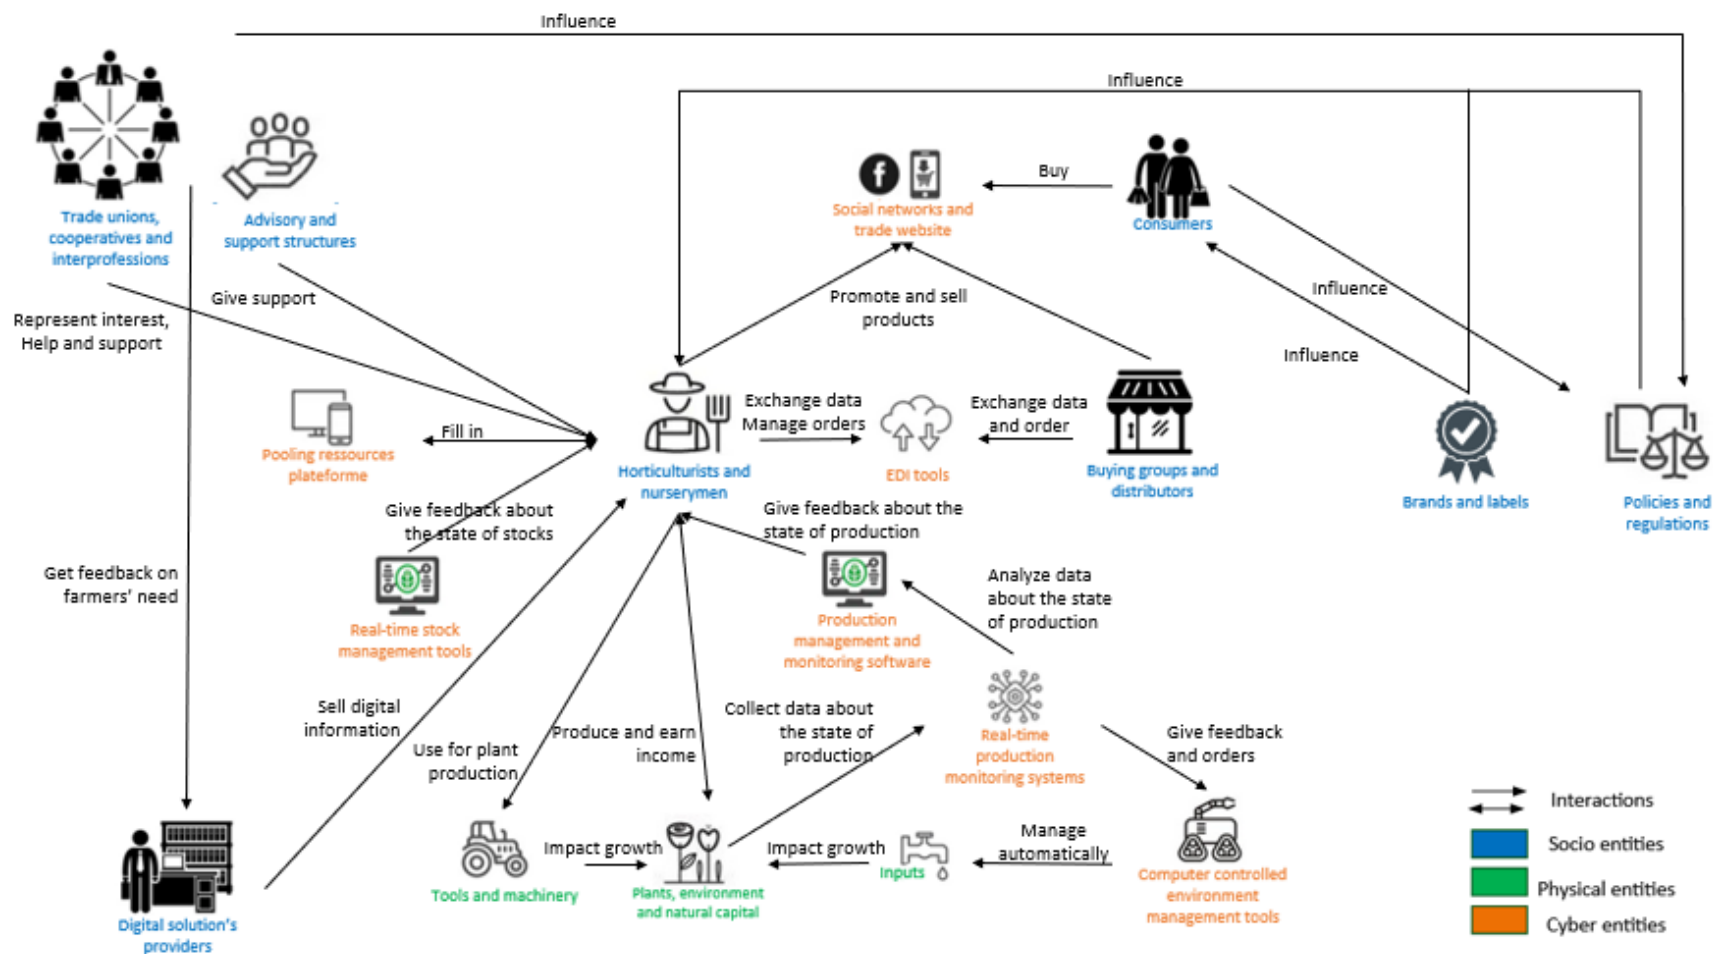 Influence
Influence
Trade unions,
cooperatives and
interprofessions
Advisory and
support structures
Social networks and
trade website
Buy
Consumers
Give support
Represent interest,
Help and support
Promote and sell
products
Influence
Influence
Pooling ressources
plateforme
Fill in
Horticulturists and
nurserymen
Exchange data
Manage orders
EDI tools
Exchange data
and order
Buying groups and
distributors
Brands and labels
Policies and
regulations
Give feedback about
the state of stocks
Give feedback about the
state of production
Get feedback on
farmers' need
Real-time stock
management tools
Production
management and
monitoring software
Analyze data
about the state
of production
Sell digital
information
Use for plant
production
Produce and earn
income
Collect data about
the state of
production
Real-time
production
monitoring systems
Give feedback
and orders
Digital solution's
providers
Tools and machinery
Impact growth
Plants, environment
and natural capital
Impact growth
Inputs
Manage
automatically
Computer controlled
environment
management tools
Interactions
Socio entities
Physical entities
Cyber entities